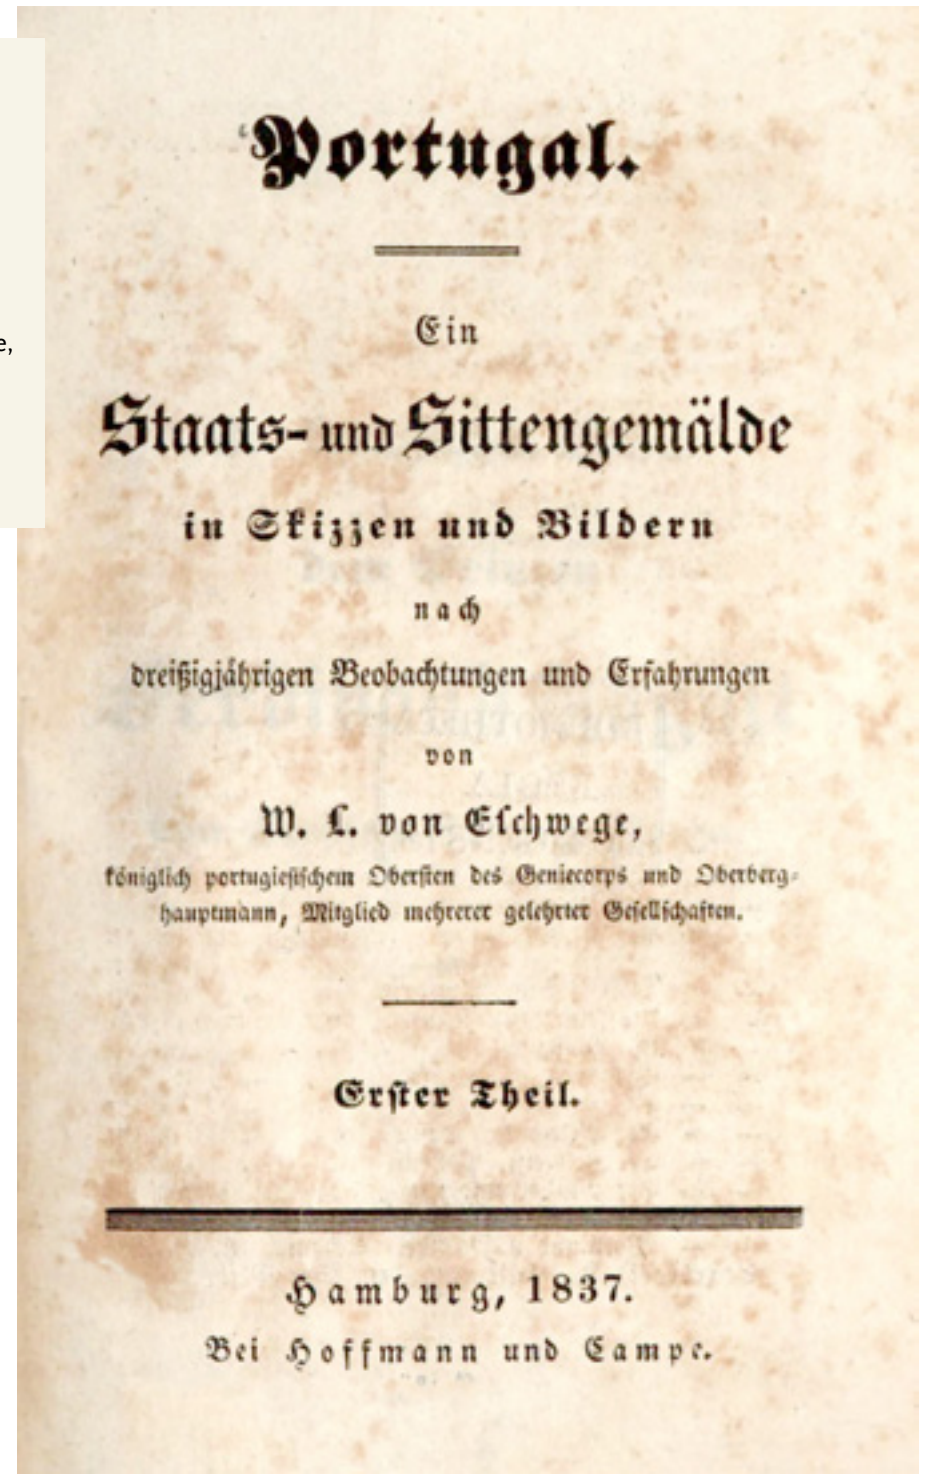 Portugal.
Ein
Staats- und Sittengemälde
in Skizzen und Bildern
nach
dreißigjährigen Beobachtungen und Erfahrungen
von
W. L. von Eschwege,
königlich portugiesischem Obersten des Geniecorps und Oberberg-
hauptmann, Mitglied mehrerer gelehrter Gesellschaften.
Erster Theil.
Hamburg, 1837.
Bei Hoffmann und Campe.
e,